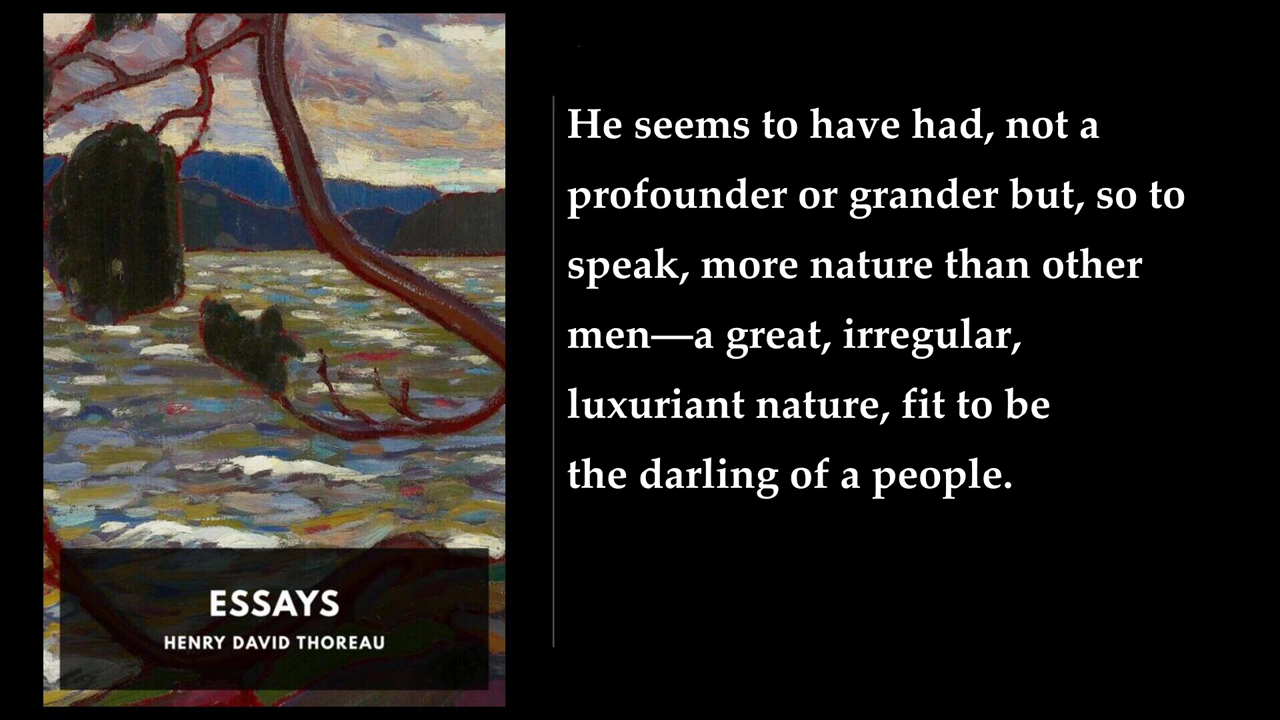 He seems to have had, not a
profounder or grander but, so to
speak, more nature than other
men—a great, irregular,
luxuriant nature, fit to be
the darling of a people.
ESSAYS
HENRY DAVID THOREAU